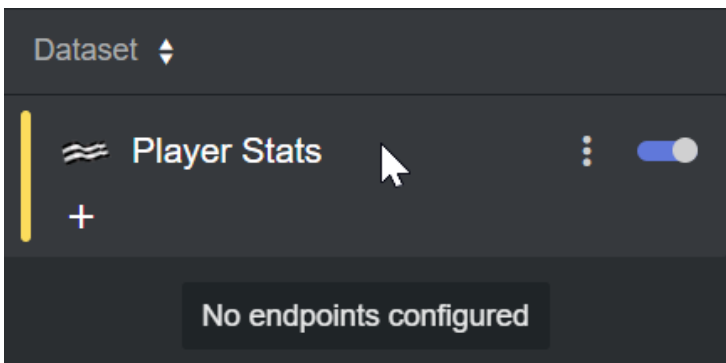 Dataset
Player Stats
+
No endpoints configured